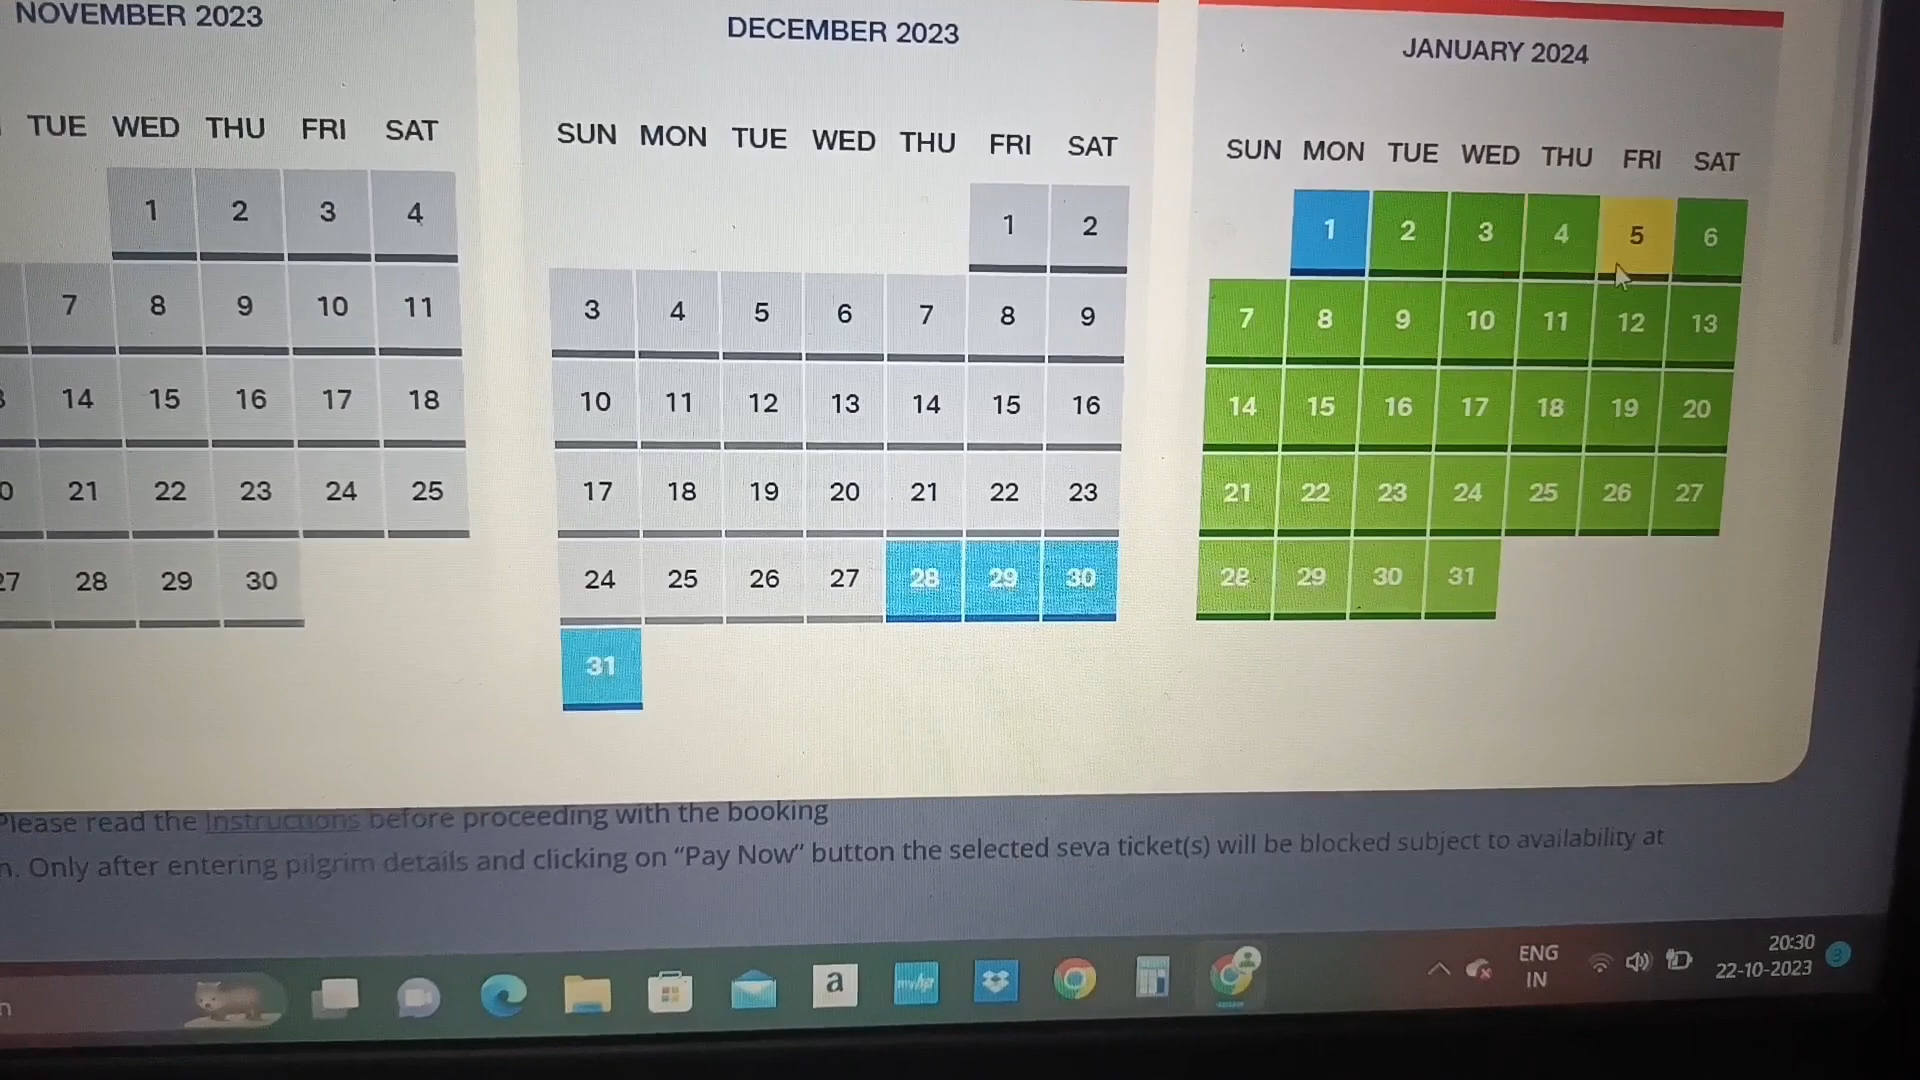 NOVEMBER 2023
TUE WED THU FRI SAT
1 2 3 4
7 8 9 10 11
14 15 16 17 18
21 22 23 24 25
27 28 29 30
DECEMBER 2023
SUN MON TUE WED THU FRI SAT
1 2
3 4 5 6 7 8 9
10 11 12 13 14 15 16
17 18 19 20 21 22 23
24 25 26 27 28 29 30
31
JANUARY 2024
SUN MON TUE WED THU FRI SAT
1 2 3 4 5 6
7 8 9 10 11 12 13
14 15 16 17 18 19 20
21 22 23 24 25 26 27
28 29 30 31
Please read the Instructions before proceeding with the booking
n. Only after entering pilgrim details and clicking on “Pay Now” button the selected seva ticket(s) will be blocked subject to availability at
a
myhp
ENG
IN
20:30
22-10-2023
3